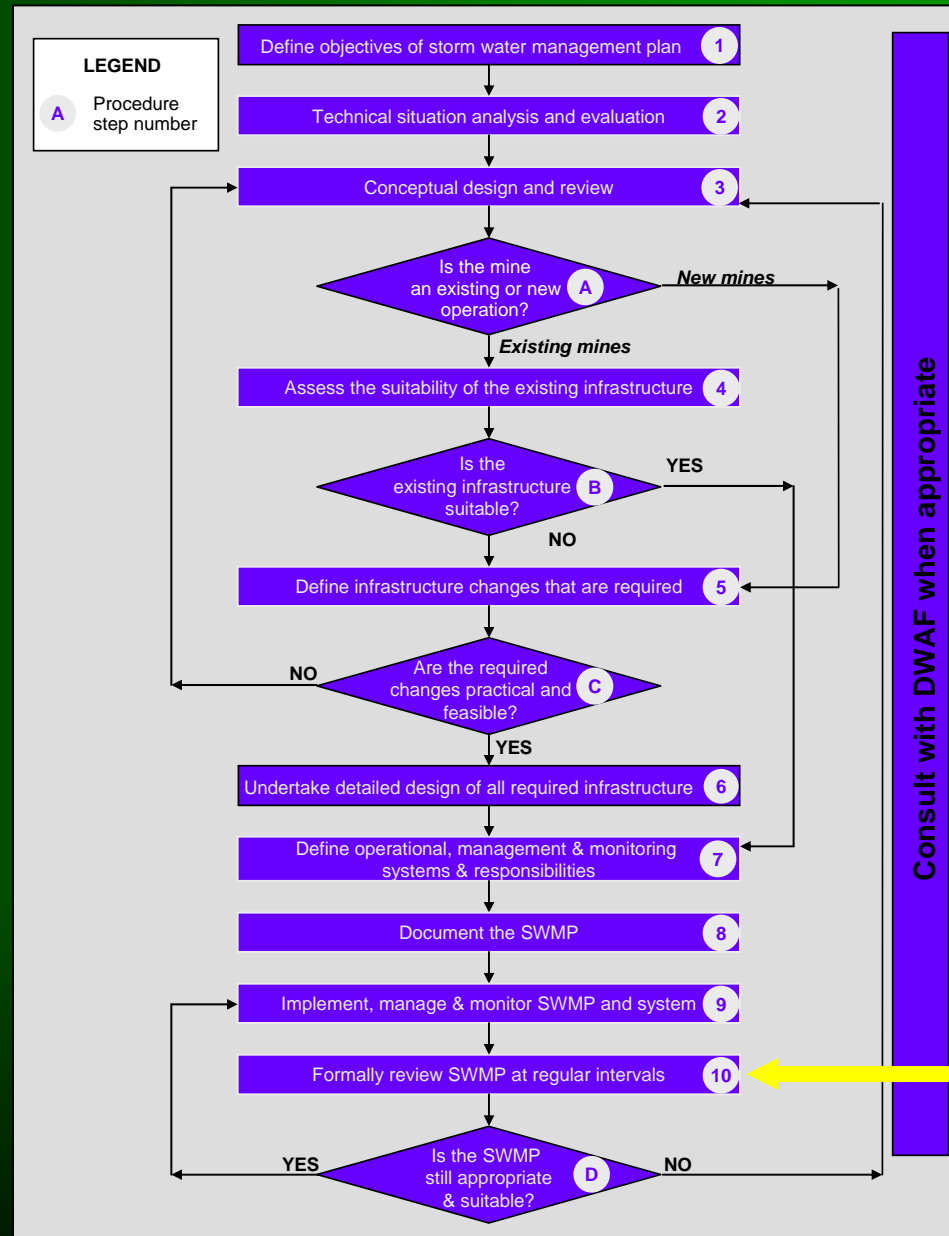 LEGEND
A
Procedure
step number
Define objectives of storm water management plan 1
Technical situation analysis and evaluation 2
Conceptual design and review 3
Is the mine
an existing or new
operation?
A
New mines
Existing mines
Assess the suitability of the existing infrastructure 4
Is the
existing infrastructure
suitable?
B
YES
NO
Define infrastructure changes that are required 5
Are the required
changes practical and
feasible?
C
NO
YES
Undertake detailed design of all required infrastructure 6
Define operational, management & monitoring
systems & responsibilities
7
Document the SWMP 8
Implement, manage & monitor SWMP and system 9
Formally review SWMP at regular intervals 10
Is the SWMP
still appropriate
& suitable?
D
YES
NO
Consult with DWAF when appropriate